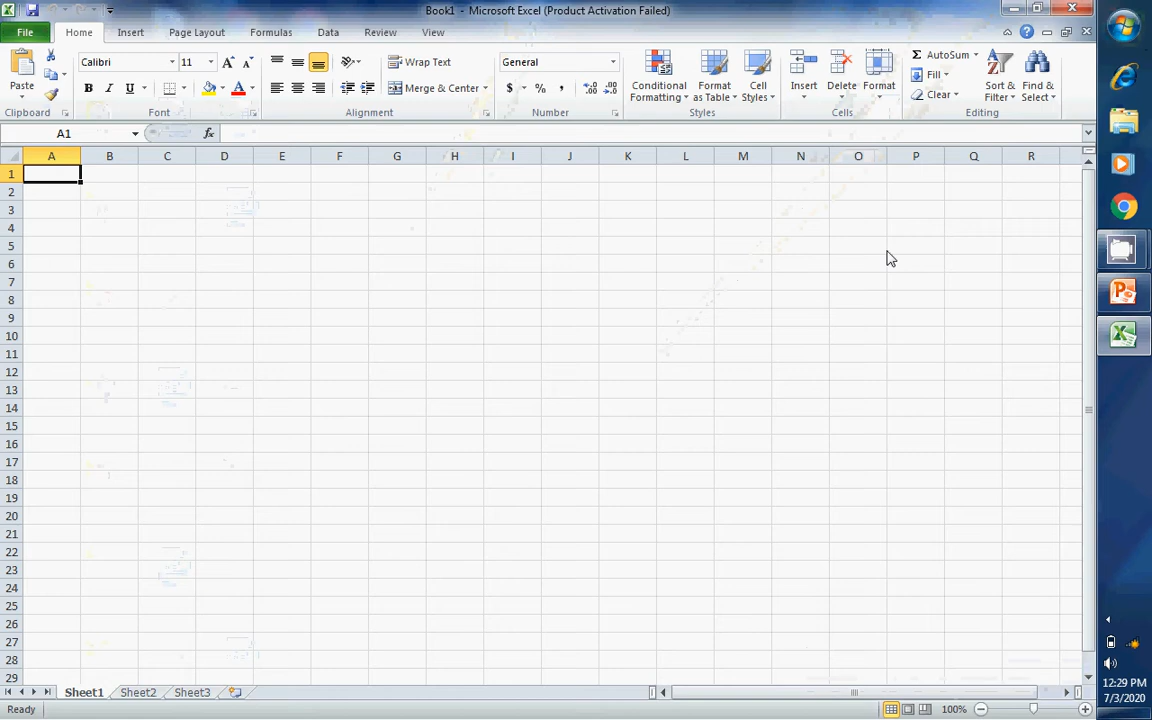 Book1 - Microsoft Excel (Product Activation Failed)
File Home Insert Page Layout Formulas Data Review View
Calibri 11 Wrap Text General AutoSum
Paste Conditional Formatting Format as Table Cell Styles Insert Delete Format Fill Sort & Filter Find & Select
B I U Merge & Center $ % , Clear
Clipboard Font Alignment Number Styles Cells Editing
A1 fx
A B C D E F G H I J K L M N O P Q R
1
2
3
4
5
6
7
8
9
10
11
12
13
14
15
16
17
18
19
20
21
22
23
24
25
26
27
28
29
Sheet1 Sheet2 Sheet3
Ready 100%
12:29 PM
7/3/2020